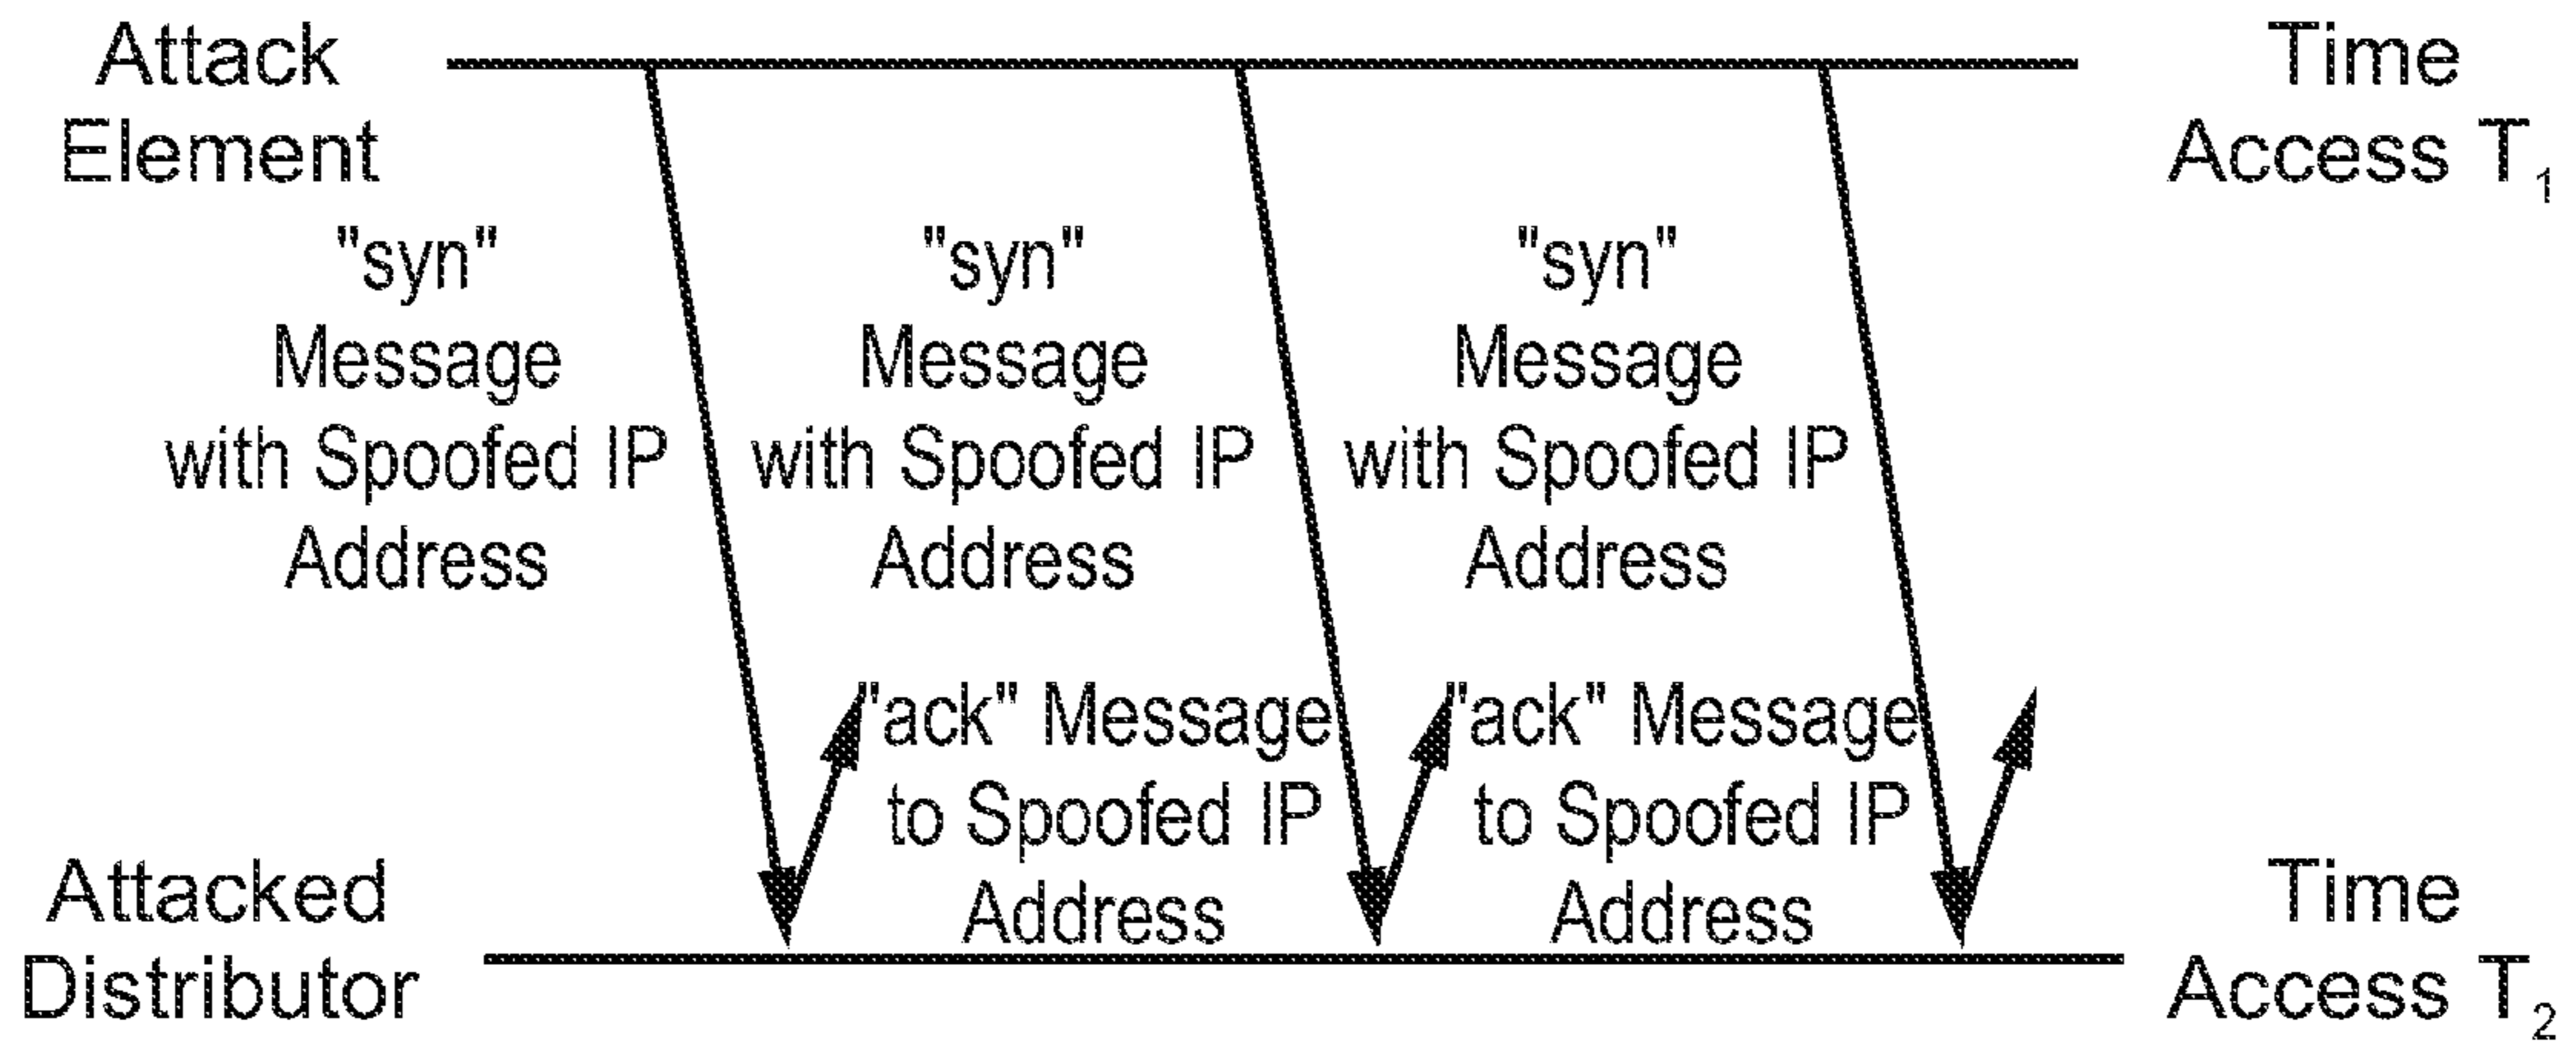 Attack
Element
Time
Access T1
"syn"
Message
with Spoofed IP
Address
"syn"
Message
with Spoofed IP
Address
"syn"
Message
with Spoofed IP
Address
"ack" Message
to Spoofed IP
Address
"ack" Message
to Spoofed IP
Address
Attacked
Distributor
Time
Access T2